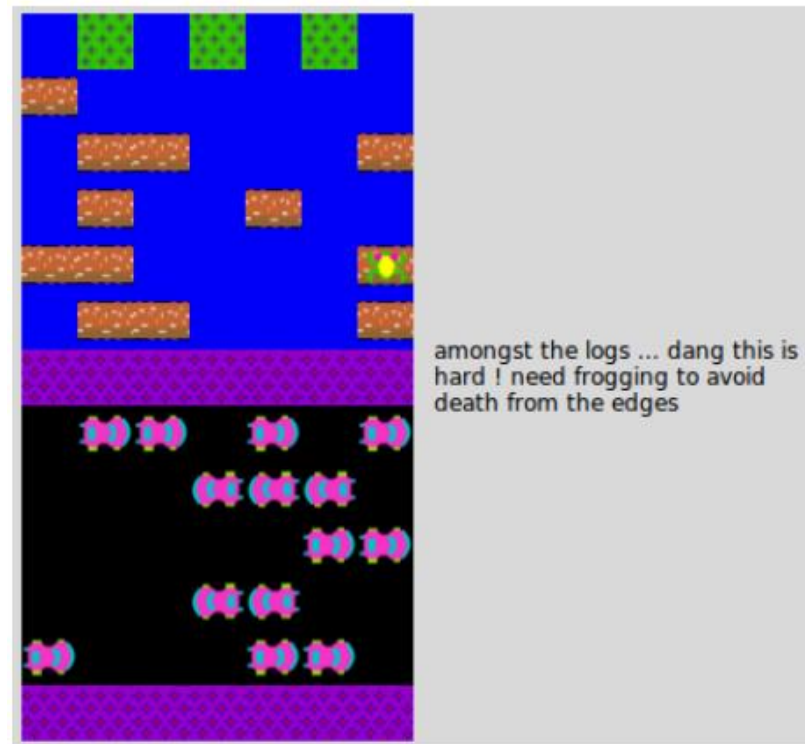 amongst the logs ... dang this is
hard ! need frogging to avoid
death from the edges